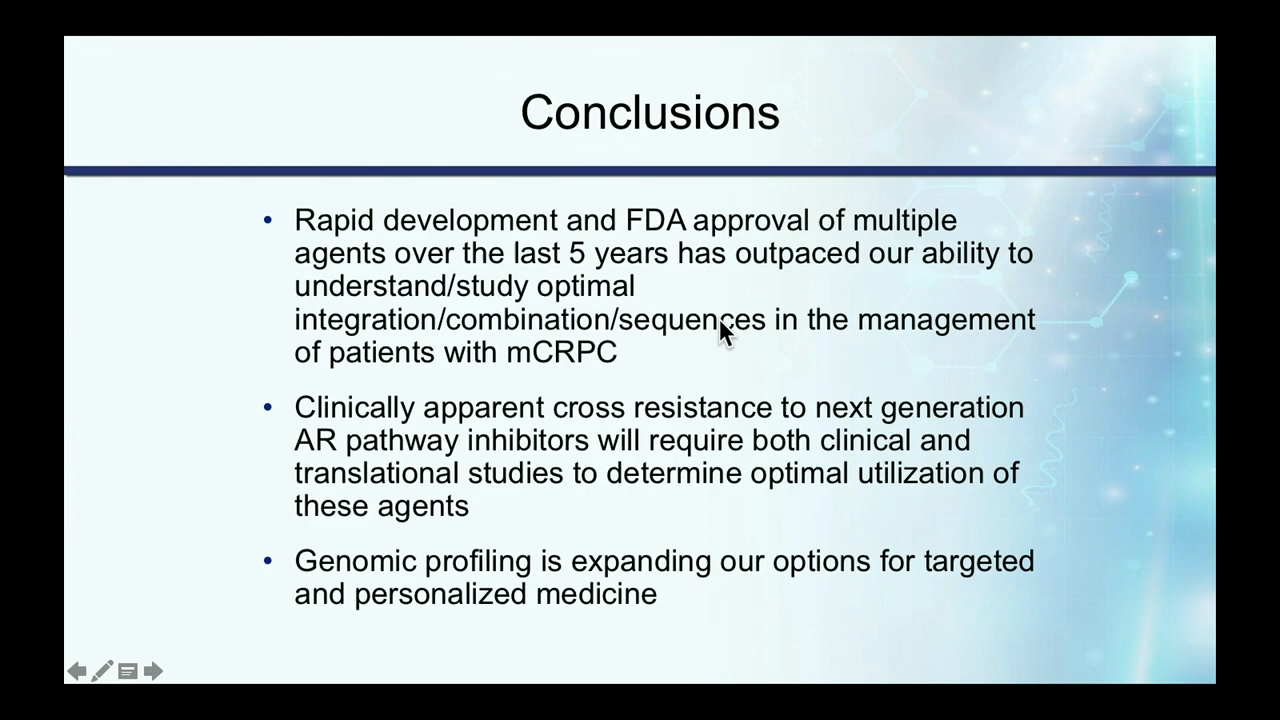 Conclusions
• Rapid development and FDA approval of multiple
agents over the last 5 years has outpaced our ability to
understand/study optimal
integration/combination/sequences in the management
of patients with mCRPC
• Clinically apparent cross resistance to next generation
AR pathway inhibitors will require both clinical and
translational studies to determine optimal utilization of
these agents
• Genomic profiling is expanding our options for targeted
and personalized medicine